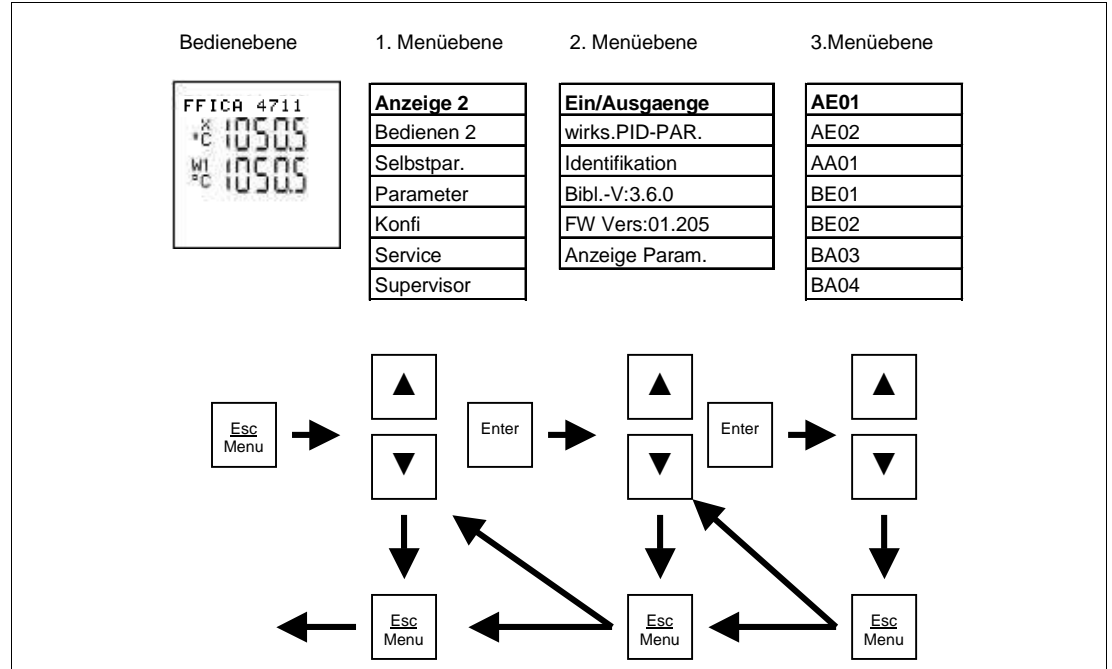 Bedienebene 1. Menüebene 2. Menüebene 3.Menüebene
FFICA 4711
X
°C 1050.5
W1
°C 1050.5
Anzeige 2
Bedienen 2
Selbstpar.
Parameter
Konfi
Service
Supervisor
Ein/Ausgaenge
wirks.PID-PAR.
Identifikation
Bibl.-V:3.6.0
FW Vers:01.205
Anzeige Param.
AE01
AE02
AA01
BE01
BE02
BA03
BA04
Esc
Menu
Enter
Enter
Esc
Menu
Esc
Menu
Esc
Menu